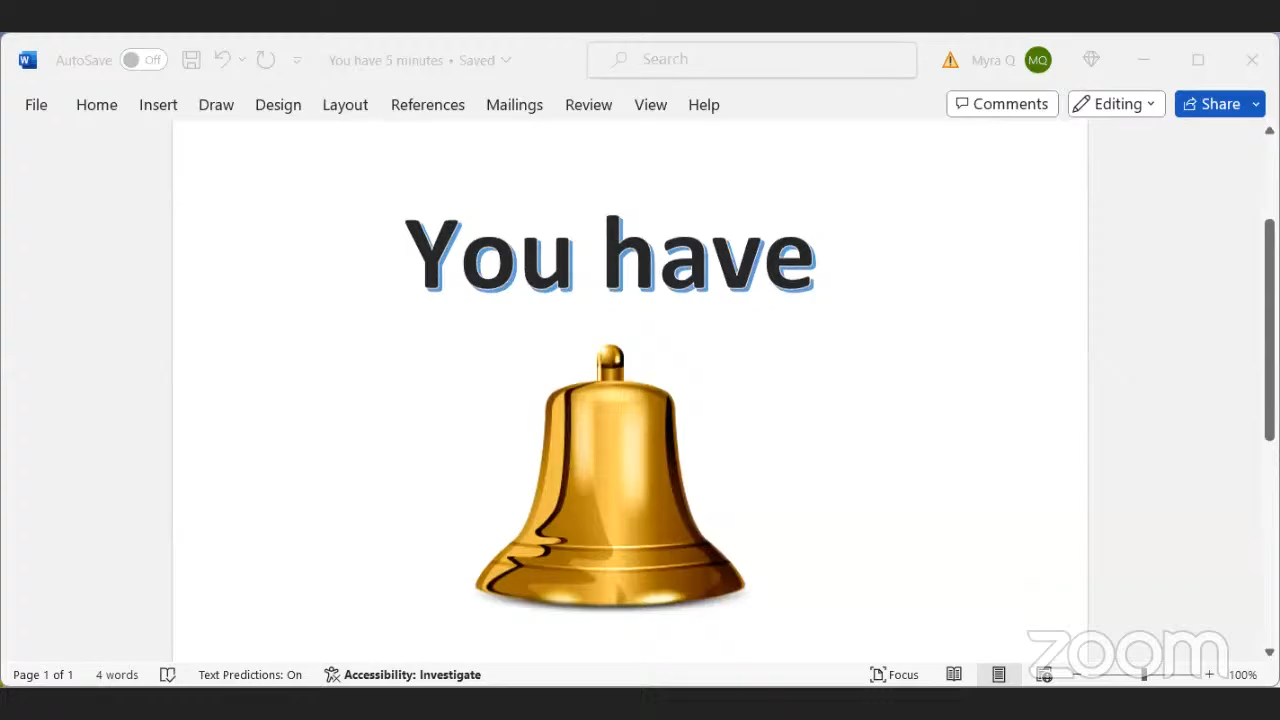 W
AutoSave Off You have 5 minutes • Saved Search Myra Q MQ
File Home Insert Draw Design Layout References Mailings Review View Help Comments Editing Share
You have
zoom
Page 1 of 1 4 words Text Predictions: On Accessibility: Investigate Focus 100%